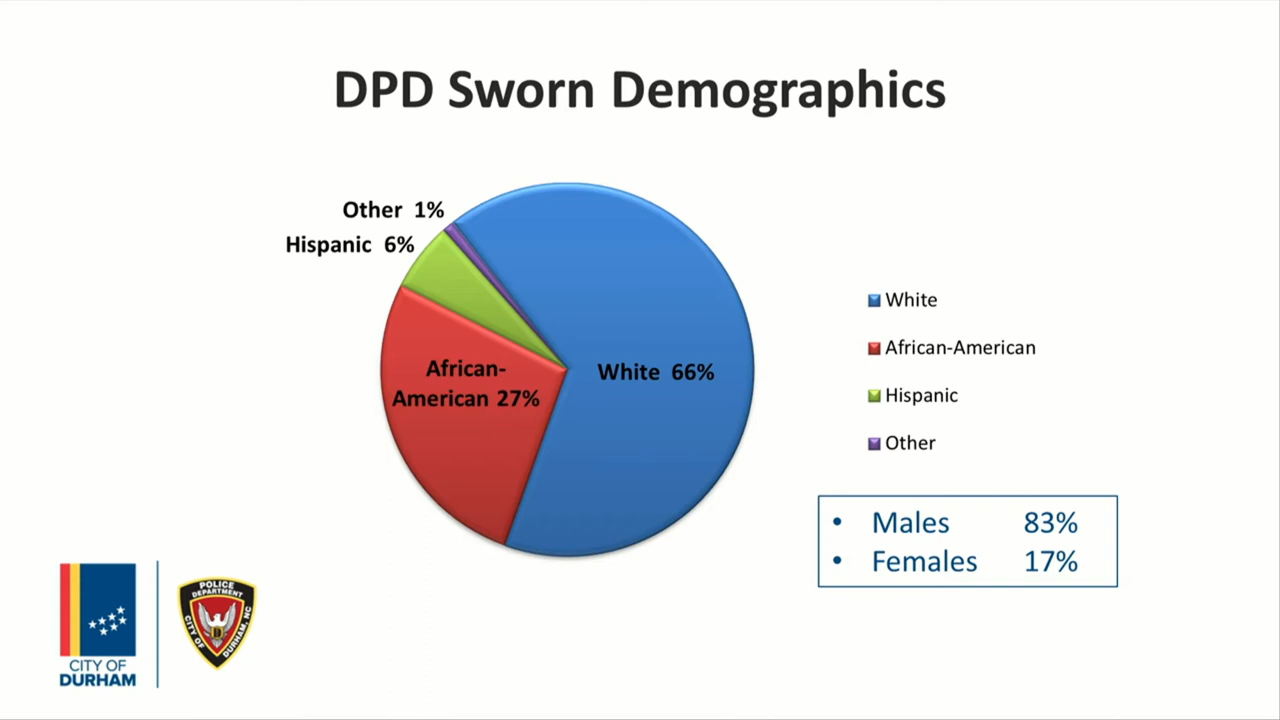 DPD Sworn Demographics
Other 1%
Hispanic 6%
African-
American 27%
White 66%
White
African-American
Hispanic
Other
• Males 83%
• Females 17%
CITY OF
DURHAM
POLICE
DEPARTMENT
CITY OF
DURHAM, NC
D